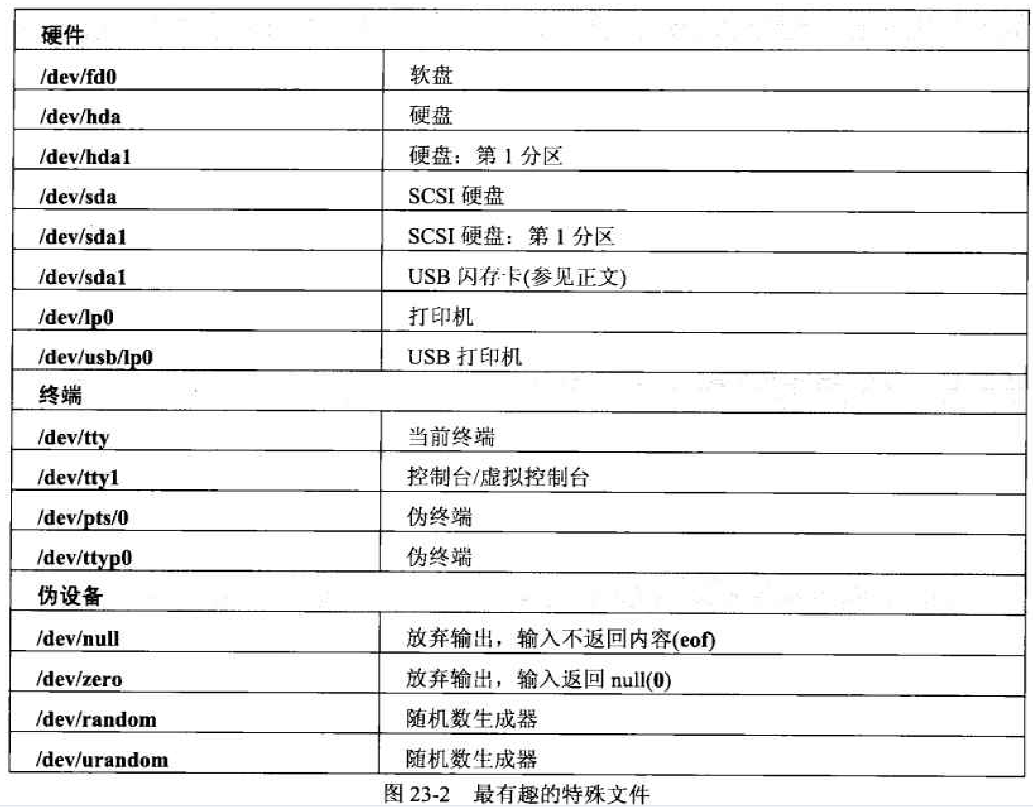 硬件
/dev/fd0 软盘
/dev/hda 硬盘
/dev/hda1 硬盘：第 1 分区
/dev/sda SCSI 硬盘
/dev/sda1 SCSI 硬盘：第 1 分区
/dev/sda1 USB 闪存卡(参见正文)
/dev/lp0 打印机
/dev/usb/lp0 USB 打印机
终端
/dev/tty 当前终端
/dev/tty1 控制台/虚拟控制台
/dev/pts/0 伪终端
/dev/ttyp0 伪终端
伪设备
/dev/null 放弃输出，输入不返回内容(eof)
/dev/zero 放弃输出，输入返回 null(0)
/dev/random 随机数生成器
/dev/urandom 随机数生成器
图 23-2 最有趣的特殊文件